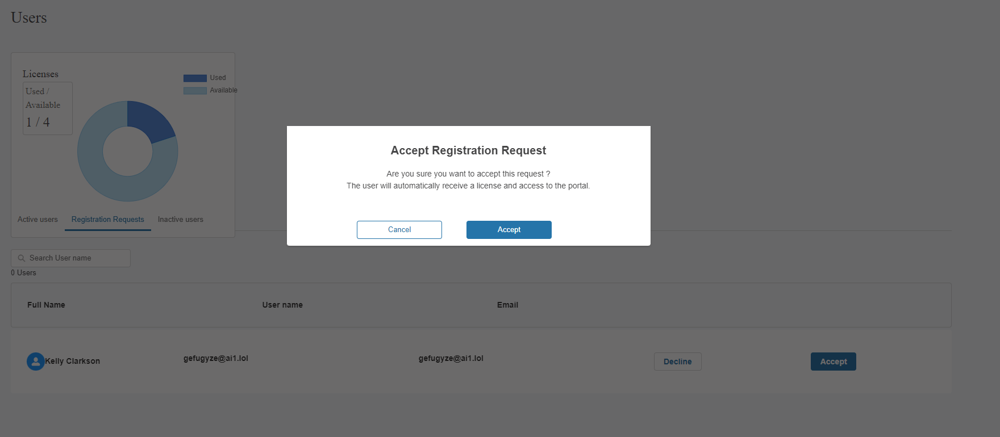 Users
Licenses
Used /
Available
1 / 4
Used
Available
Accept Registration Request
Are you sure you want to accept this request ?
The user will automatically receive a license and access to the portal.
Cancel
Accept
Active users
Registration Requests
Inactive users
Search User name
0 Users
Full Name
User name
Email
Kelly Clarkson
gefugyze@ai1.lol
gefugyze@ai1.lol
Decline
Accept